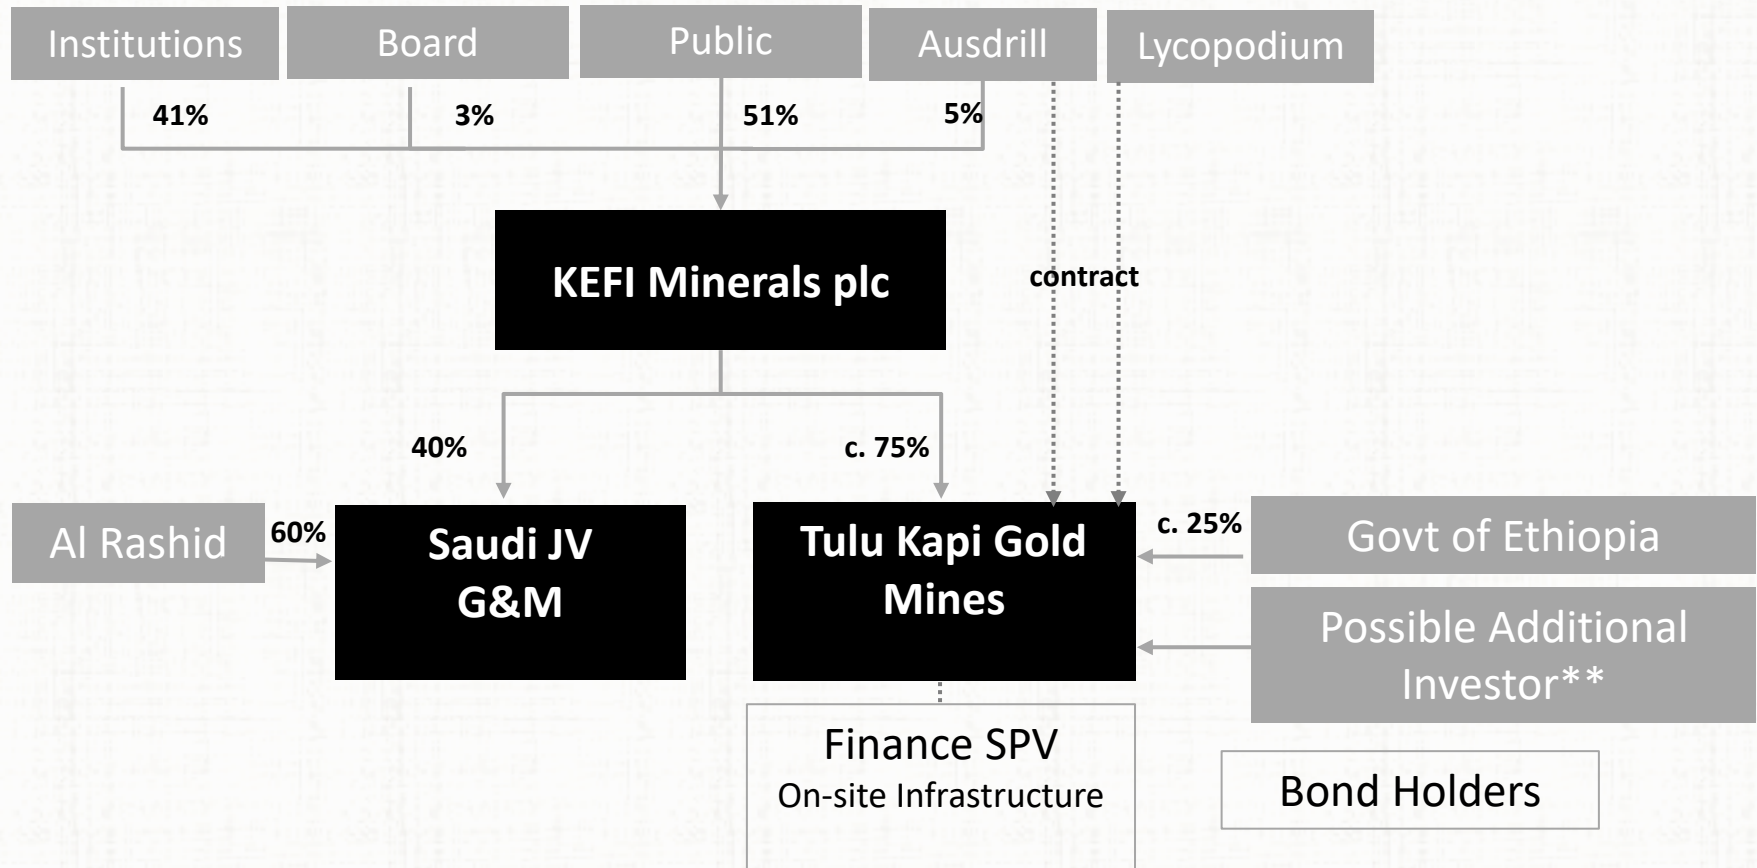 Institutions
Board
Public
Ausdrill
Lycopodium
41%
3%
51%
5%
KEFI Minerals plc
contract
40%
c. 75%
Al Rashid
60%
Saudi JV
G&M
Tulu Kapi Gold
Mines
c. 25%
Govt of Ethiopia
Possible Additional
Investor**
Finance SPV
On-site Infrastructure
Bond Holders